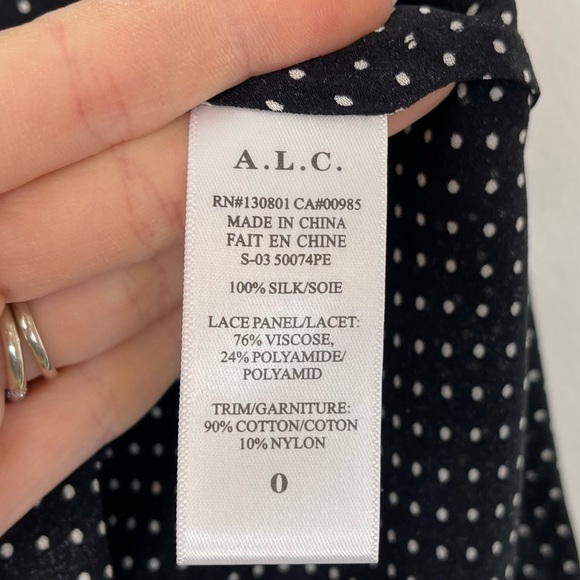 A.L.C.
RN#130801 CA#00985
MADE IN CHINA
FAIT EN CHINE
S-03 50074PE
100% SILK/SOIE
LACE PANEL/LACET:
76% VISCOSE,
24% POLYAMIDE/
POLYAMID
TRIM/GARNITURE:
90% COTTON/COTON
10% NYLON
0